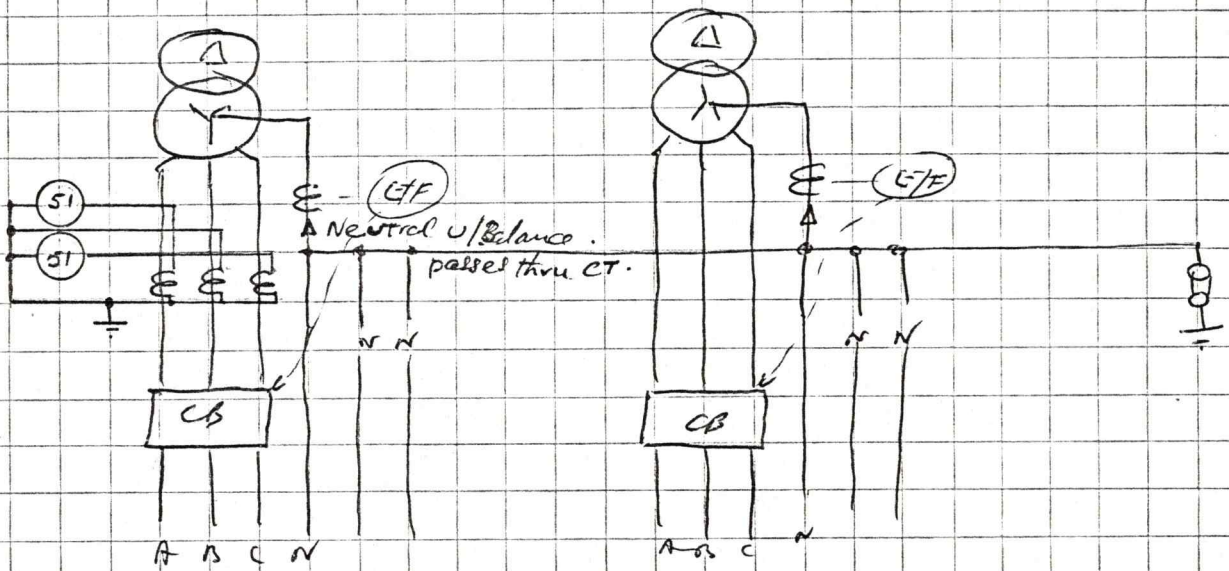 Δ
Δ
E/F
E/F
51
51
Neutral U/Balance.
passes thru CT.
N N
N N
CB
CB
A B C N
A B C N